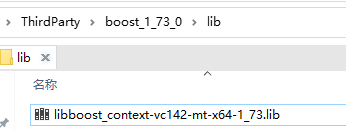 ThirdParty > boost_1_73_0 > lib
lib ×
名称
libboost_context-vc142-mt-x64-1_73.lib